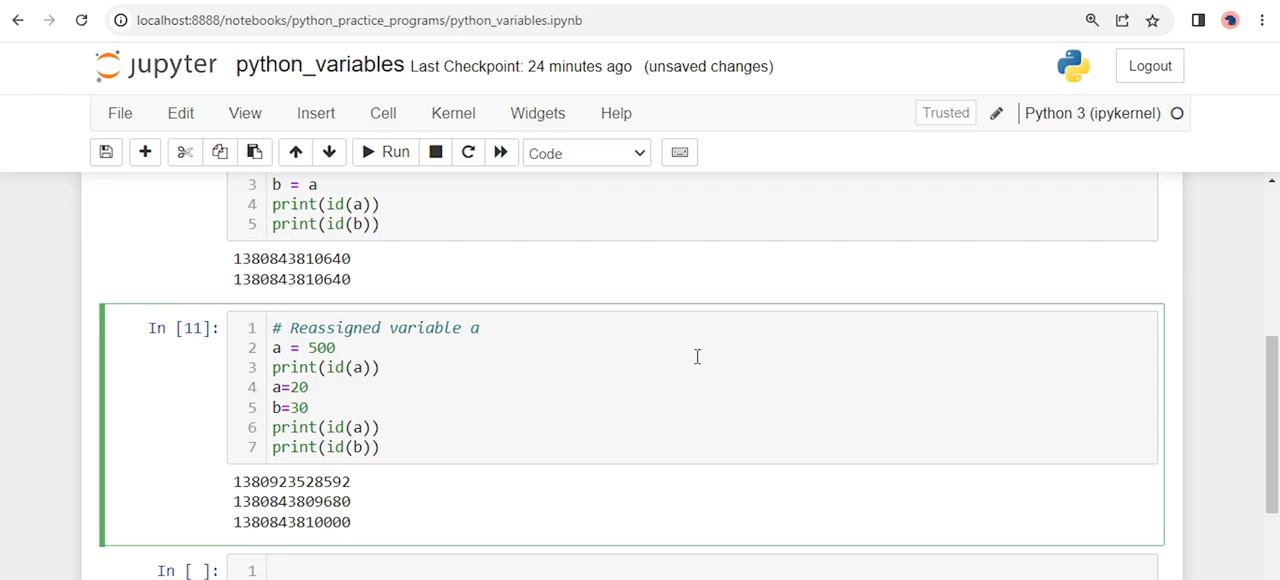 localhost:8888/notebooks/python_practice_programs/python_variables.ipynb
jupyter python_variables Last Checkpoint: 24 minutes ago (unsaved changes) Logout
File Edit View Insert Cell Kernel Widgets Help Trusted Python 3 (ipykernel)
Run Code
3 b = a
4 print(id(a))
5 print(id(b))
1380843810640
1380843810640
In [11]: 1 # Reassigned variable a
2 a = 500
3 print(id(a))
4 a=20
5 b=30
6 print(id(a))
7 print(id(b))
1380923528592
1380843809680
1380843810000
In [ ]: 1